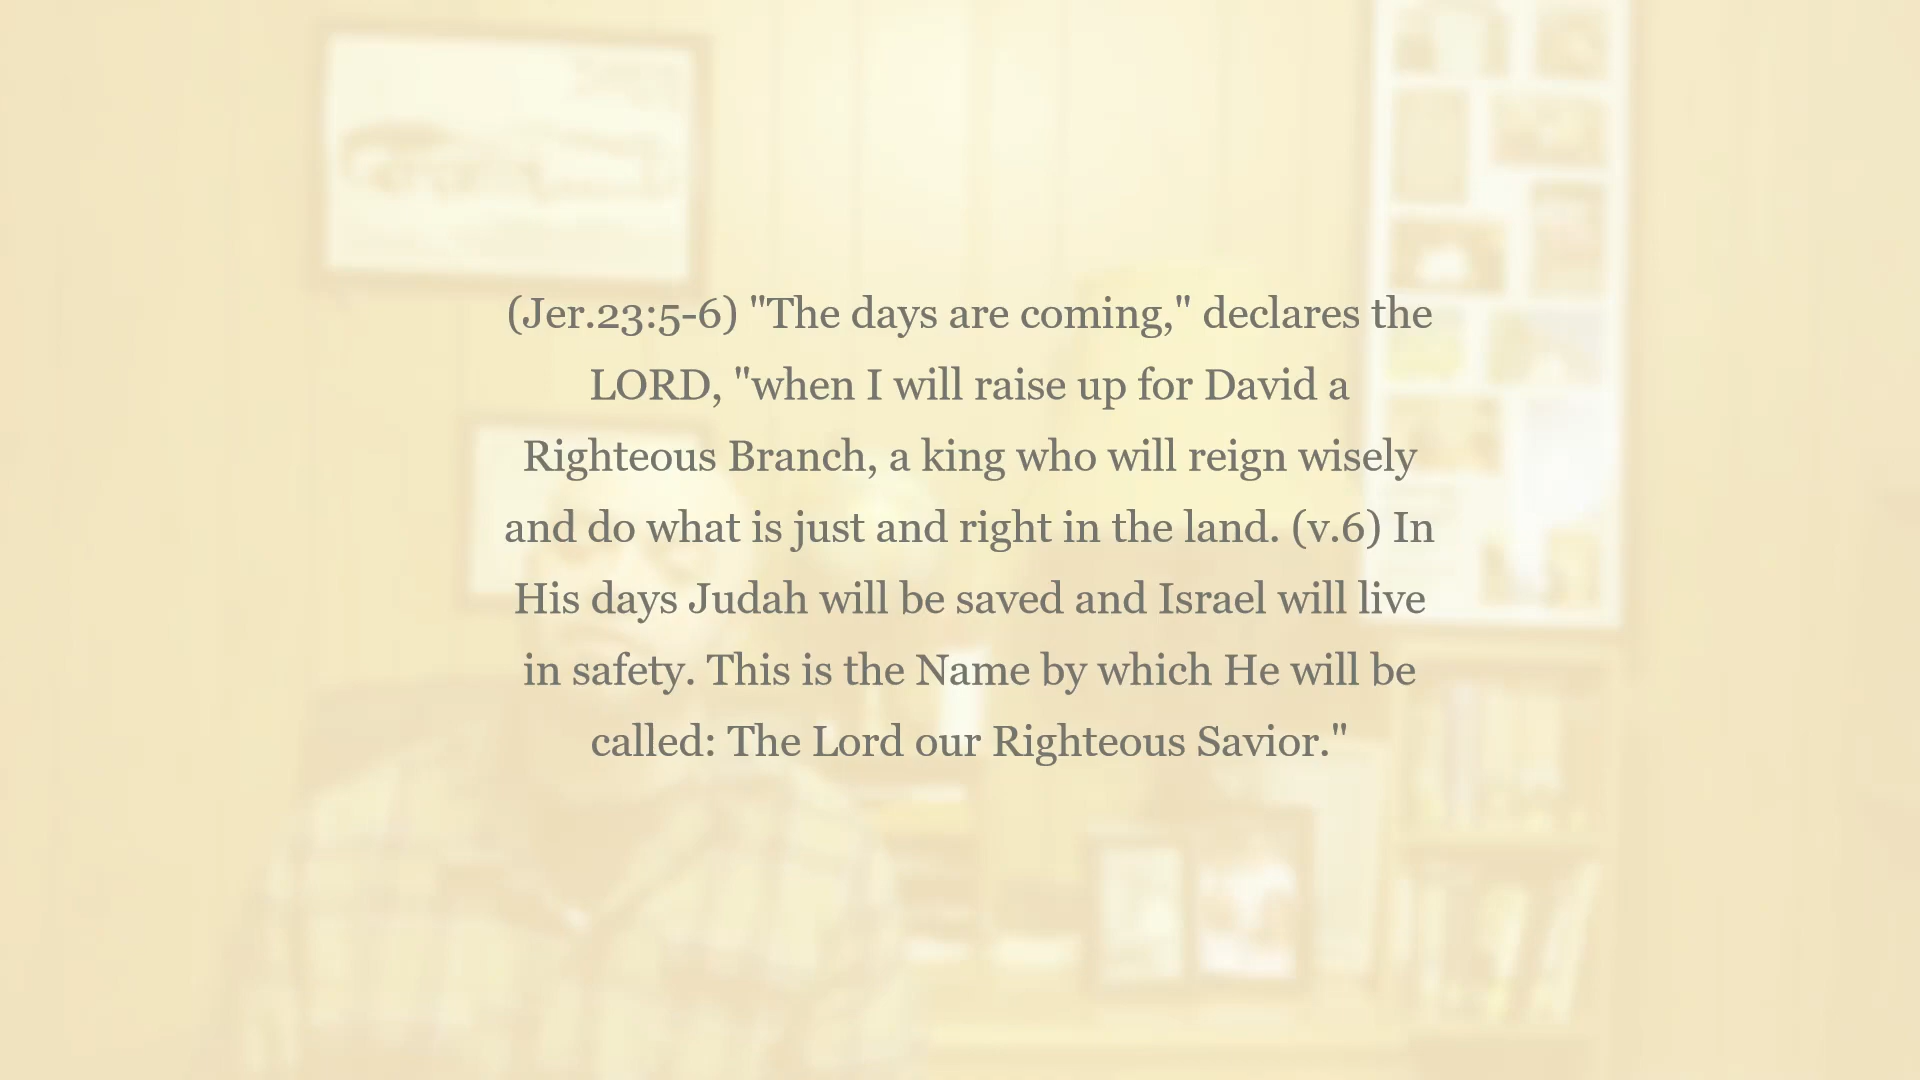 (Jer.23:5-6) "The days are coming," declares the
LORD, "when I will raise up for David a
Righteous Branch, a king who will reign wisely
and do what is just and right in the land. (v.6) In
His days Judah will be saved and Israel will live
in safety. This is the Name by which He will be
called: The Lord our Righteous Savior."